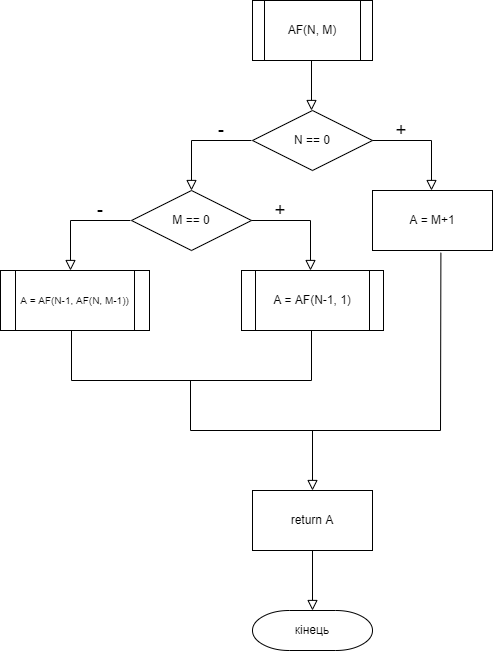 AF(N, M)
N == 0
-
+
M == 0
-
+
A = M+1
A = AF(N-1, AF(N, M-1))
A = AF(N-1, 1)
return A
кінець